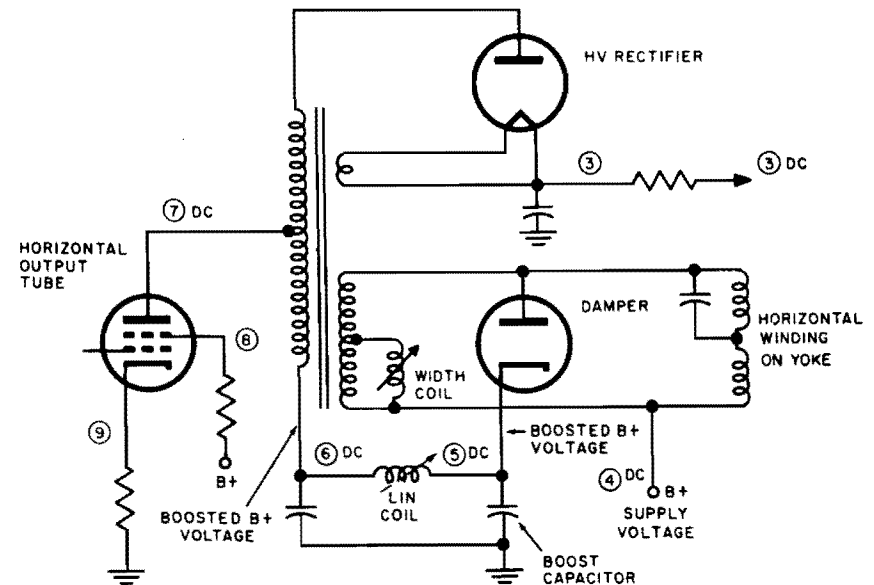 HV RECTIFIER
③
③ DC
⑦ DC
HORIZONTAL
OUTPUT
TUBE
⑧
DAMPER
HORIZONTAL
WINDING
ON YOKE
WIDTH
COIL
⑨
B+
BOOSTED B+
VOLTAGE
⑥ DC
⑤ DC
LIN
COIL
BOOSTED B+
VOLTAGE
④ DC
B+
SUPPLY
VOLTAGE
BOOST
CAPACITOR